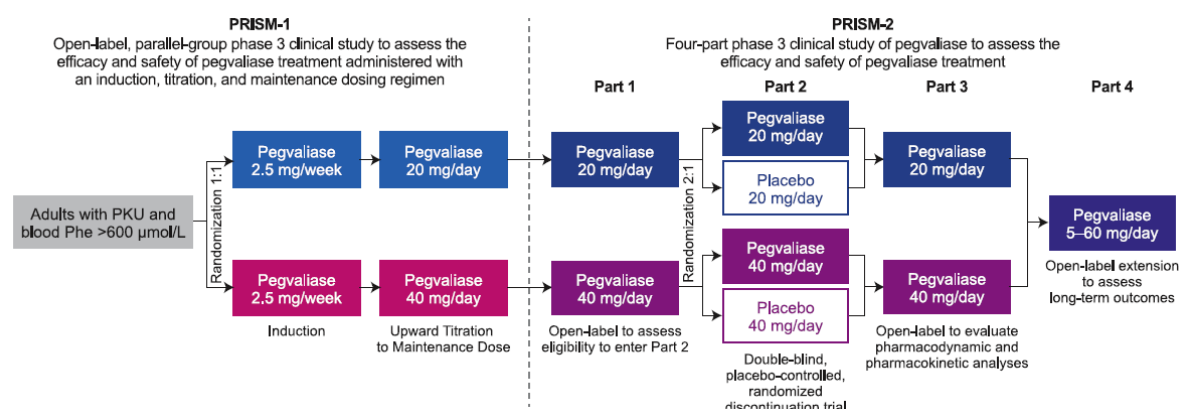 PRISM-1
Open-label, parallel-group phase 3 clinical study to assess the
efficacy and safety of pegvaliase treatment administered with
an induction, titration, and maintenance dosing regimen
PRISM-2
Four-part phase 3 clinical study of pegvaliase to assess the
efficacy and safety of pegvaliase treatment
Part 1
Part 2
Part 3
Part 4
Adults with PKU and
blood Phe >600 μmol/L
Randomization 1:1
Pegvaliase
2.5 mg/week
Pegvaliase
20 mg/day
Pegvaliase
20 mg/day
Randomization 2:1
Pegvaliase
20 mg/day
Placebo
20 mg/day
Pegvaliase
20 mg/day
Pegvaliase
2.5 mg/week
Induction
Pegvaliase
40 mg/day
Upward Titration
to Maintenance Dose
Pegvaliase
40 mg/day
Open-label to assess
eligibility to enter Part 2
Pegvaliase
40 mg/day
Placebo
40 mg/day
Double-blind,
placebo-controlled,
randomized
discontinuation trial
Pegvaliase
40 mg/day
Open-label to evaluate
pharmacodynamic and
pharmacokinetic analyses
Pegvaliase
5–60 mg/day
Open-label extension
to assess
long-term outcomes